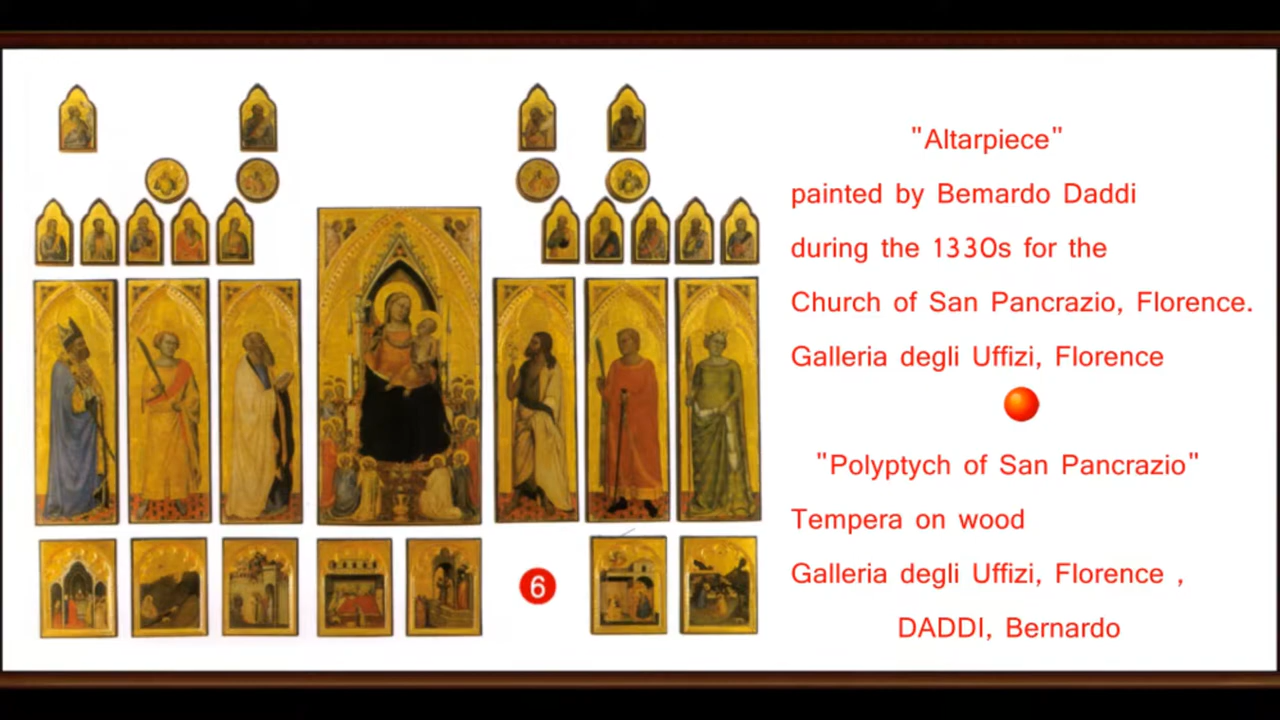 "Altarpiece"
painted by Bemardo Daddi
during the 1330s for the
Church of San Pancrazio, Florence.
Galleria degli Uffizi, Florence
"Polyptych of San Pancrazio"
Tempera on wood
Galleria degli Uffizi, Florence ,
DADDI, Bernardo
6